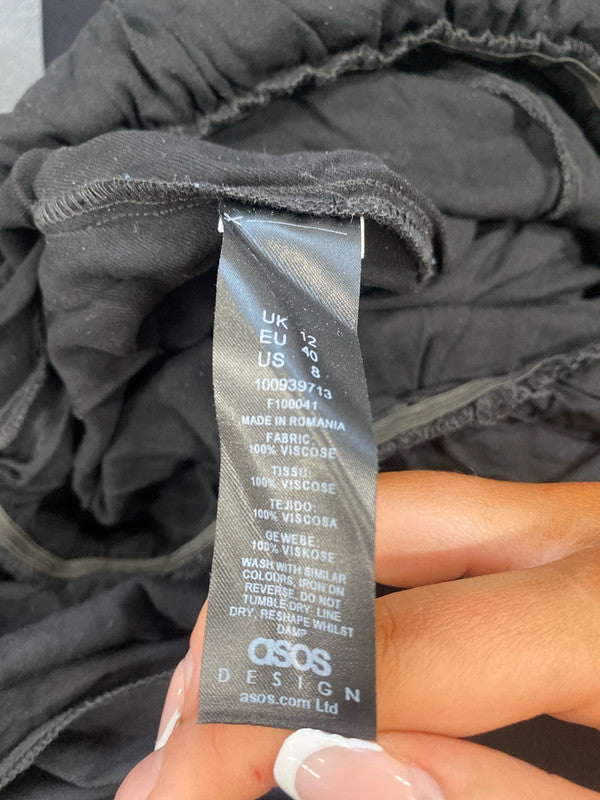 UK 12
EU 40
US 8
100939713
F100041
MADE IN ROMANIA
FABRIC:
100% VISCOSE
TISSU:
100% VISCOSE
TEJIDO:
100% VISCOSA
GEWEBE:
100% VISKOSE
WASH WITH SIMILAR
COLOURS, IRON ON
REVERSE, DO NOT
TUMBLE DRY, LINE
DRY, RESHAPE WHILST
DAMP
asos
DESIGN
asos.com Ltd